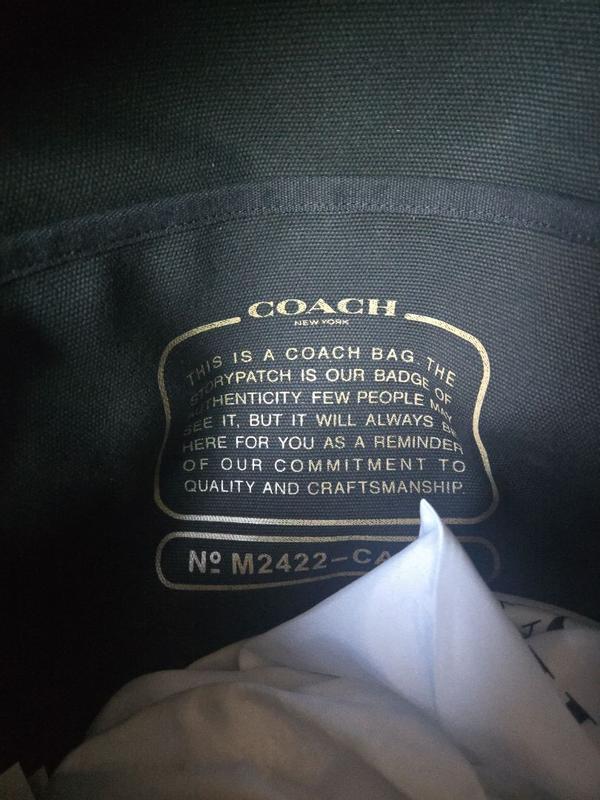 COACH
NEW YORK
THIS IS A COACH BAG THE
STORYPATCH IS OUR BADGE OF
AUTHENTICITY FEW PEOPLE MAY
SEE IT, BUT IT WILL ALWAYS BE
HERE FOR YOU AS A REMINDER
OF OUR COMMITMENT TO
QUALITY AND CRAFTSMANSHIP.
Nº M2422-CA